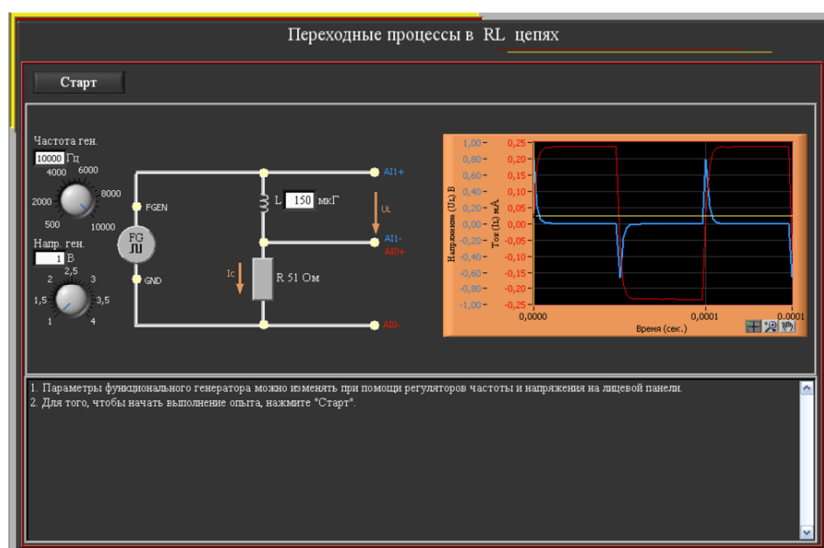 Переходные процессы в RL цепях
Старт
Частота ген.
10000 Гц
500
2000
4000
6000
8000
10000
Напр. ген.
1 В
1
1,5
2
2,5
3
3,5
4
FGEN
FG
GND
L 150 мкГ
R 51 Ом
Ic
UL
AI1+
AI1-
AI0+
AI0-
Напряжение (UL) В
1,00
0,80
0,60
0,40
0,20
0,00
-0,20
-0,40
-0,60
-0,80
-1,00
Ток (IL) мА
0,25
0,20
0,15
0,10
0,05
0,00
-0,05
-0,10
-0,15
-0,20
-0,25
0,0000
0,0001
0,0001
Время (сек.)
1. Параметры функционального генератора можно изменять при помощи регуляторов частоты и напряжения на лицевой панели.
2. Для того, чтобы начать выполнение опыта, нажмите "Старт".